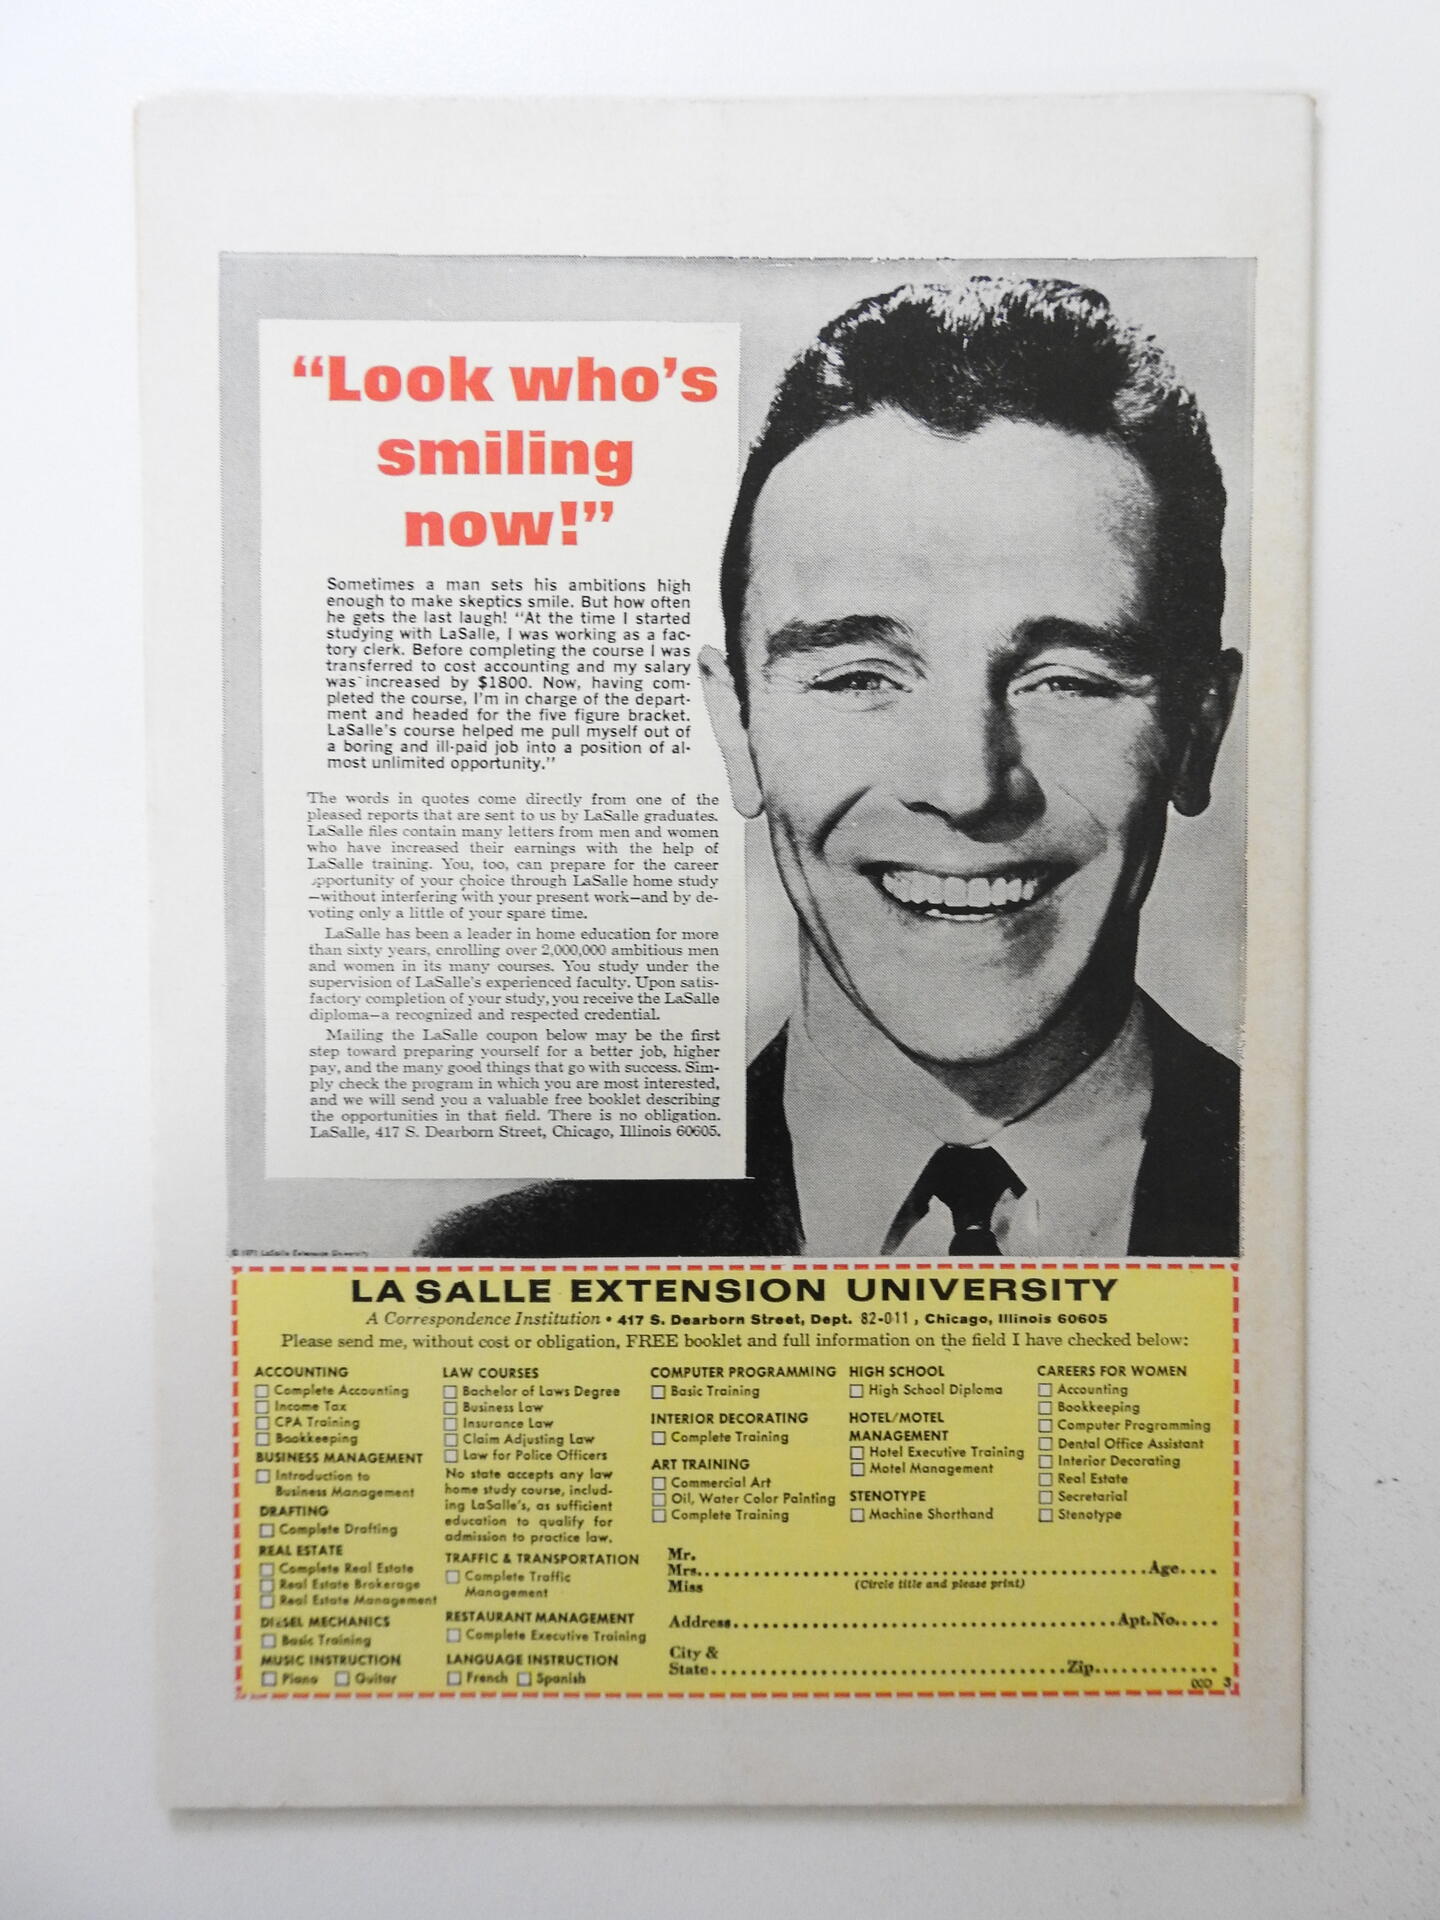 “Look who’s
smiling
now!”
Sometimes a man sets his ambitions high
enough to make skeptics smile. But how often
he gets the last laugh! “At the time I started
studying with LaSalle, I was working as a fac-
tory clerk. Before completing the course I was
transferred to cost accounting and my salary
was increased by $1800. Now, having com-
pleted the course, I’m in charge of the depart-
ment and headed for the five figure bracket.
LaSalle’s course helped me pull myself out of
a boring and ill-paid job into a position of al-
most unlimited opportunity.”
The words in quotes come directly from one of the
pleased reports that are sent to us by LaSalle graduates.
LaSalle files contain many letters from men and women
who have increased their earnings with the help of
LaSalle training. You, too, can prepare for the career
opportunity of your choice through LaSalle home study
—without interfering with your present work—and by de-
voting only a little of your spare time.
LaSalle has been a leader in home education for more
than sixty years, enrolling over 2,000,000 ambitious men
and women in its many courses. You study under the
supervision of LaSalle’s experienced faculty. Upon satis-
factory completion of your study, you receive the LaSalle
diploma—a recognized and respected credential.
Mailing the LaSalle coupon below may be the first
step toward preparing yourself for a better job, higher
pay, and the many good things that go with success. Sim-
ply check the program in which you are most interested,
and we will send you a valuable free booklet describing
the opportunities in that field. There is no obligation.
LaSalle, 417 S. Dearborn Street, Chicago, Illinois 60605.
© 1971 LaSalle Extension University
LA SALLE EXTENSION UNIVERSITY
A Correspondence Institution • 417 S. Dearborn Street, Dept. 82-011, Chicago, Illinois 60605
Please send me, without cost or obligation, FREE booklet and full information on the field I have checked below:
ACCOUNTING
Complete Accounting
Income Tax
CPA Training
Bookkeeping
BUSINESS MANAGEMENT
Introduction to
Business Management
DRAFTING
Complete Drafting
REAL ESTATE
Complete Real Estate
Real Estate Brokerage
Real Estate Management
DIESEL MECHANICS
Basic Training
MUSIC INSTRUCTION
Piano Guitar
LAW COURSES
Bachelor of Laws Degree
Business Law
Insurance Law
Claim Adjusting Law
Law for Police Officers
No state accepts any law
home study course, includ-
ing LaSalle’s, as sufficient
education to qualify for
admission to practice law.
TRAFFIC & TRANSPORTATION
Complete Traffic
Management
RESTAURANT MANAGEMENT
Complete Executive Training
LANGUAGE INSTRUCTION
French Spanish
COMPUTER PROGRAMMING
Basic Training
INTERIOR DECORATING
Complete Training
ART TRAINING
Commercial Art
Oil, Water Color Painting
Complete Training
HIGH SCHOOL
High School Diploma
HOTEL/MOTEL
MANAGEMENT
Hotel Executive Training
Motel Management
STENOTYPE
Machine Shorthand
CAREERS FOR WOMEN
Accounting
Bookkeeping
Computer Programming
Dental Office Assistant
Interior Decorating
Real Estate
Secretarial
Stenotype
Mr.
Mrs. Age
Miss (Circle title and please print)
Address Apt.No.
City &
State Zip
3